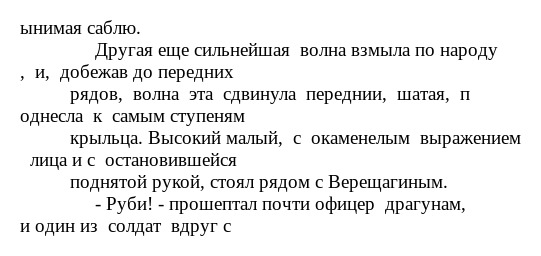 ынимая саблю.
Другая еще сильнейшая волна взмыла по народу
, и, добежав до передних
рядов, волна эта сдвинула переднии, шатая, п
однесла к самым ступеням
крыльца. Высокий малый, с окаменелым выражением
лица и с остановившейся
поднятой рукой, стоял рядом с Верещагиным.
- Руби! - прошептал почти офицер драгунам,
и один из солдат вдруг с